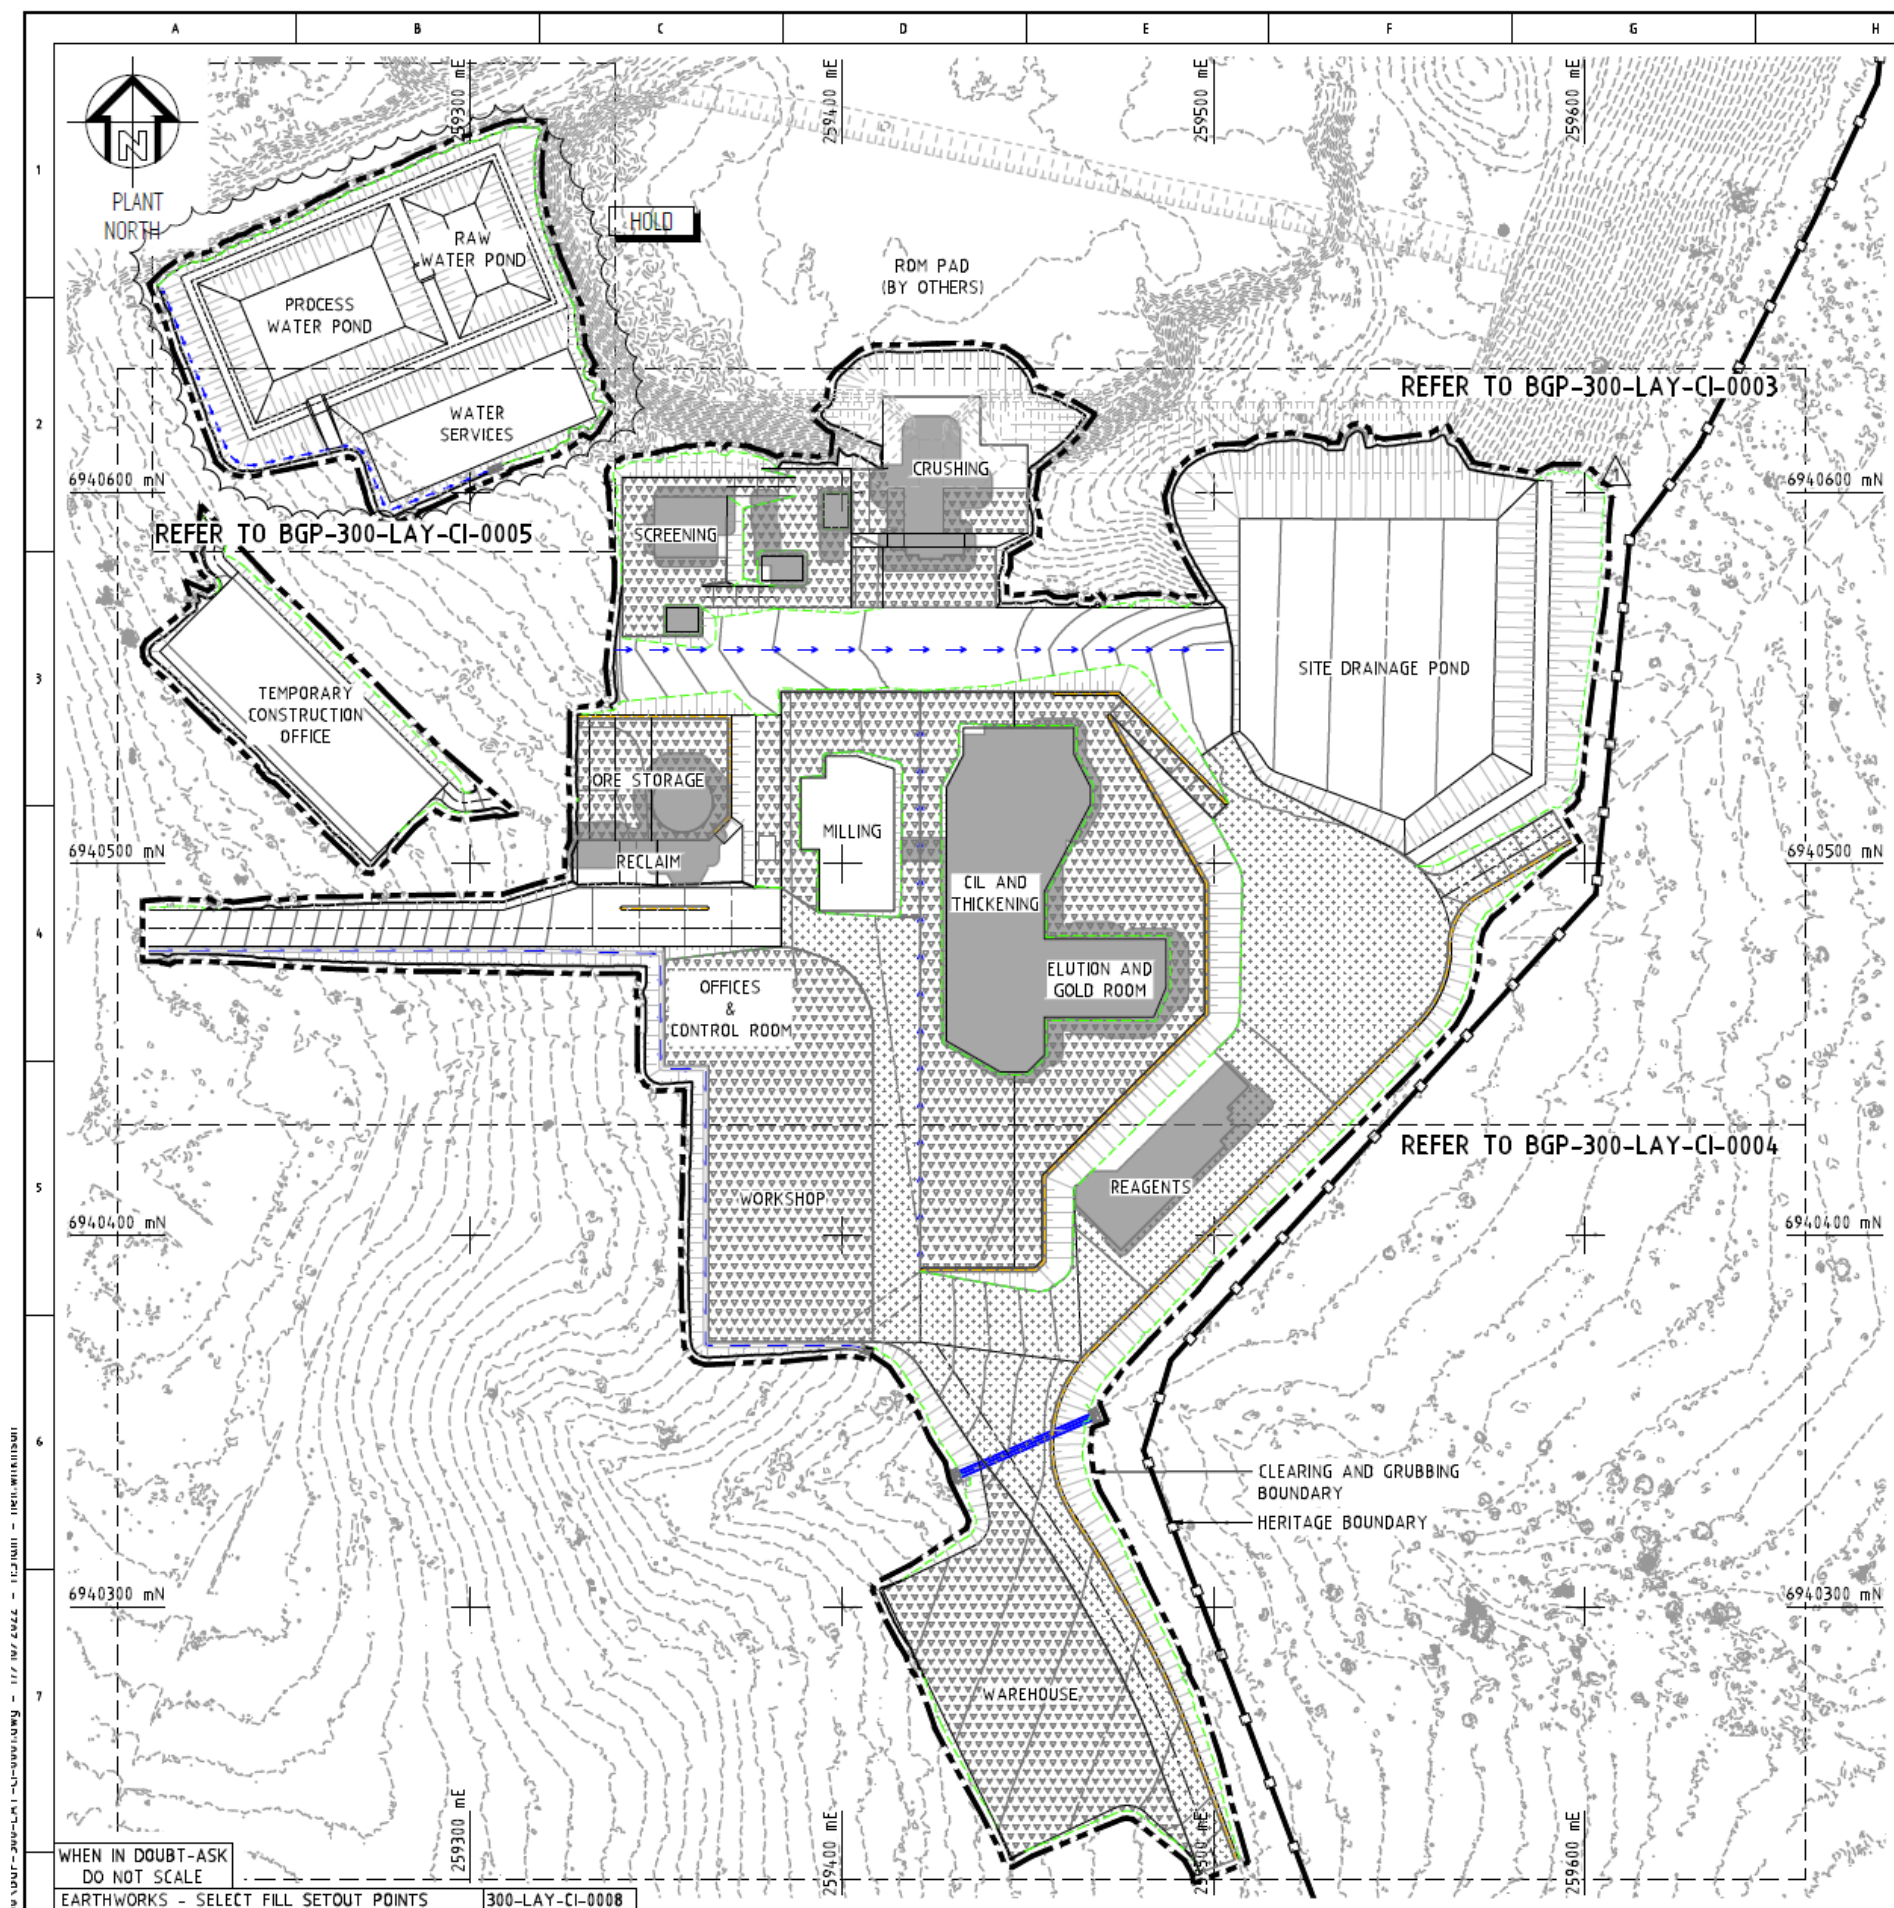 A B C D E F G H
259300 mE
259400 mE
259500 mE
259600 mE
1
N
PLANT
NORTH
HOLD
RAW
WATER POND
ROM PAD
(BY OTHERS)
PROCESS
WATER POND
REFER TO BGP-300-LAY-CI-0003
2
WATER
SERVICES
CRUSHING
6940600 mN
6940600 mN
REFER TO BGP-300-LAY-CI-0005
SCREENING
3
SITE DRAINAGE POND
TEMPORARY
CONSTRUCTION
OFFICE
ORE STORAGE
MILLING
6940500 mN
RECLAIM
6940500 mN
CIL AND
THICKENING
4
ELUTION AND
GOLD ROOM
OFFICES
&
CONTROL ROOM
REFER TO BGP-300-LAY-CI-0004
5
REAGENTS
WORKSHOP
6940400 mN
6940400 mN
6
CLEARING AND GRUBBING
BOUNDARY
HERITAGE BOUNDARY
6940300 mN
6940300 mN
7
WAREHOUSE
259300 mE
259400 mE
259500 mE
259600 mE
WHEN IN DOUBT-ASK
DO NOT SCALE
EARTHWORKS - SELECT FILL SETOUT POINTS
300-LAY-CI-0008